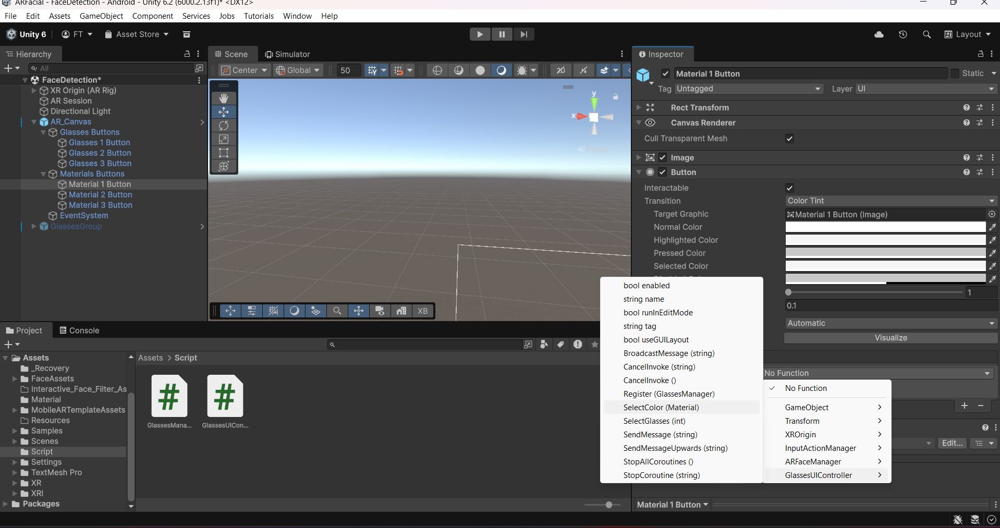 ARFacial - FaceDetection - Android - Unity 6.2 (6000.2.13f1)* <DX12>
File Edit Assets GameObject Component Services Jobs Tutorials Window Help
Unity 6 FT Asset Store Layout
Hierarchy
All
FaceDetection*
XR Origin (AR Rig)
AR Session
Directional Light
AR_Canvas
Glasses Buttons
Glasses 1 Button
Glasses 2 Button
Glasses 3 Button
Materials Buttons
Material 1 Button
Material 2 Button
Material 3 Button
EventSystem
GlassesGroup
Scene Simulator
Center Global 50 2D
y
x
Persp
XB
Inspector
Material 1 Button Static
Tag Untagged Layer UI
Rect Transform
Canvas Renderer
Cull Transparent Mesh
Image
Button
Interactable
Transition Color Tint
Target Graphic Material 1 Button (Image)
Normal Color
Highlighted Color
Pressed Color
Selected Color
1
0.1
Automatic
Visualize
No Function
bool enabled
string name
bool runInEditMode
string tag
bool useGUILayout
BroadcastMessage (string)
CancelInvoke (string)
CancelInvoke ()
Register (GlassesManager)
SelectColor (Material)
SelectGlasses (int)
SendMessage (string)
SendMessageUpwards (string)
StopAllCoroutines ()
StopCoroutine (string)
No Function
GameObject
Transform
XROrigin
InputActionManager
ARFaceManager
GlassesUIController
Edit...
Material 1 Button
Project Console
Assets
_Recovery
FaceAssets
Interactive_Face_Filter_As
Material
MobileARTemplateAssets
Resources
Samples
Scenes
Script
Settings
TextMesh Pro
XR
XRI
Packages
Assets > Script
#
#
GlassesMana...
GlassesUICon...